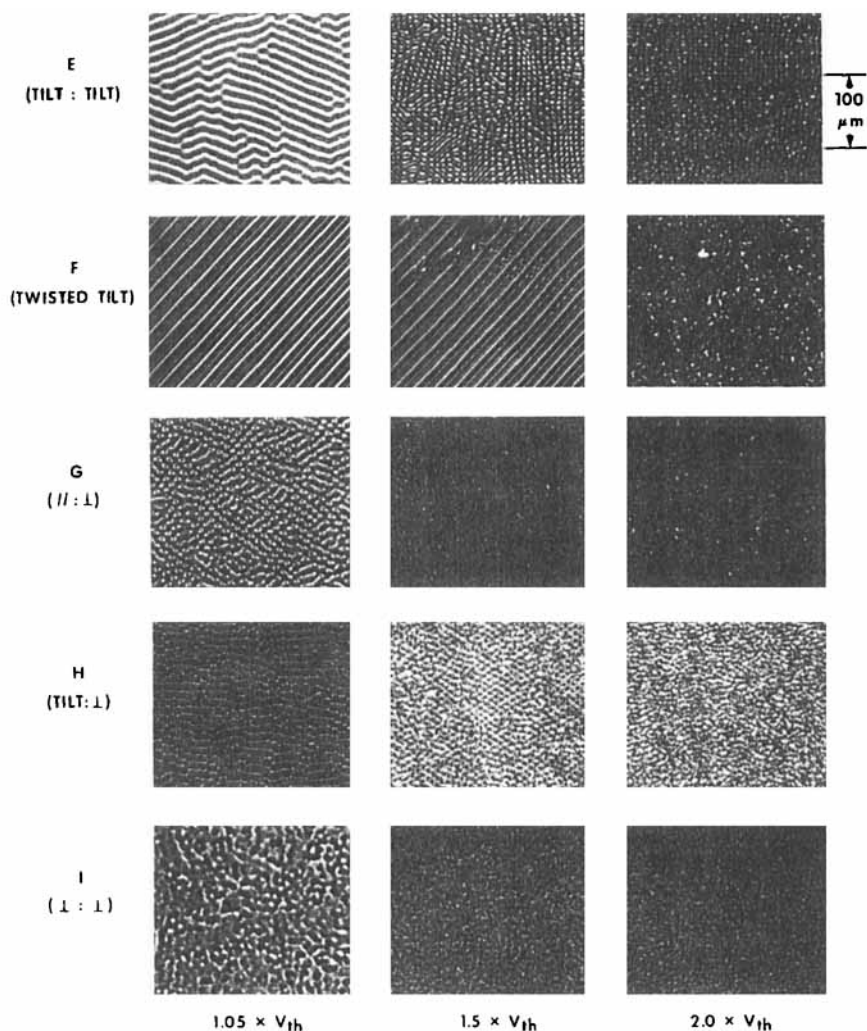 E
(TILT : TILT)
100
µm
F
(TWISTED TILT)
G
( // : ⊥ )
H
(TILT:⊥)
I
( ⊥ : ⊥ )
1.05 × Vth
1.5 × Vth
2.0 × Vth